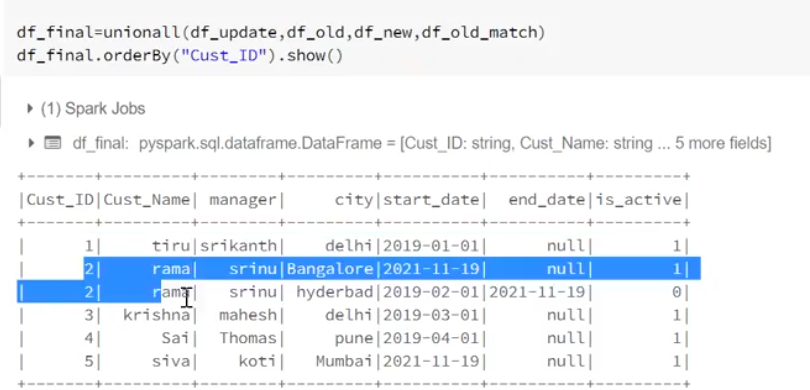 df_final=unionall(df_update,df_old,df_new,df_old_match)
df_final.orderBy("Cust_ID").show()
(1) Spark Jobs
df_final: pyspark.sql.dataframe.DataFrame = [Cust_ID: string, Cust_Name: string ... 5 more fields]
+-------+---------+--------+---------+----------+----------+---------+
|Cust_ID|Cust_Name| manager|     city|start_date|  end_date|is_active|
+-------+---------+--------+---------+----------+----------+---------+
|      1|     tiru|srikanth|    delhi|2019-01-01|      null|        1|
|      2|     rama|   srinu|Bangalore|2021-11-19|      null|        1|
|      2|     rama|   srinu| hyderbad|2019-02-01|2021-11-19|        0|
|      3|  krishna|  mahesh|    delhi|2019-03-01|      null|        1|
|      4|      Sai|  Thomas|     pune|2019-04-01|      null|        1|
|      5|     siva|    koti|   Mumbai|2021-11-19|      null|        1|
+-------+---------+--------+---------+----------+----------+---------+